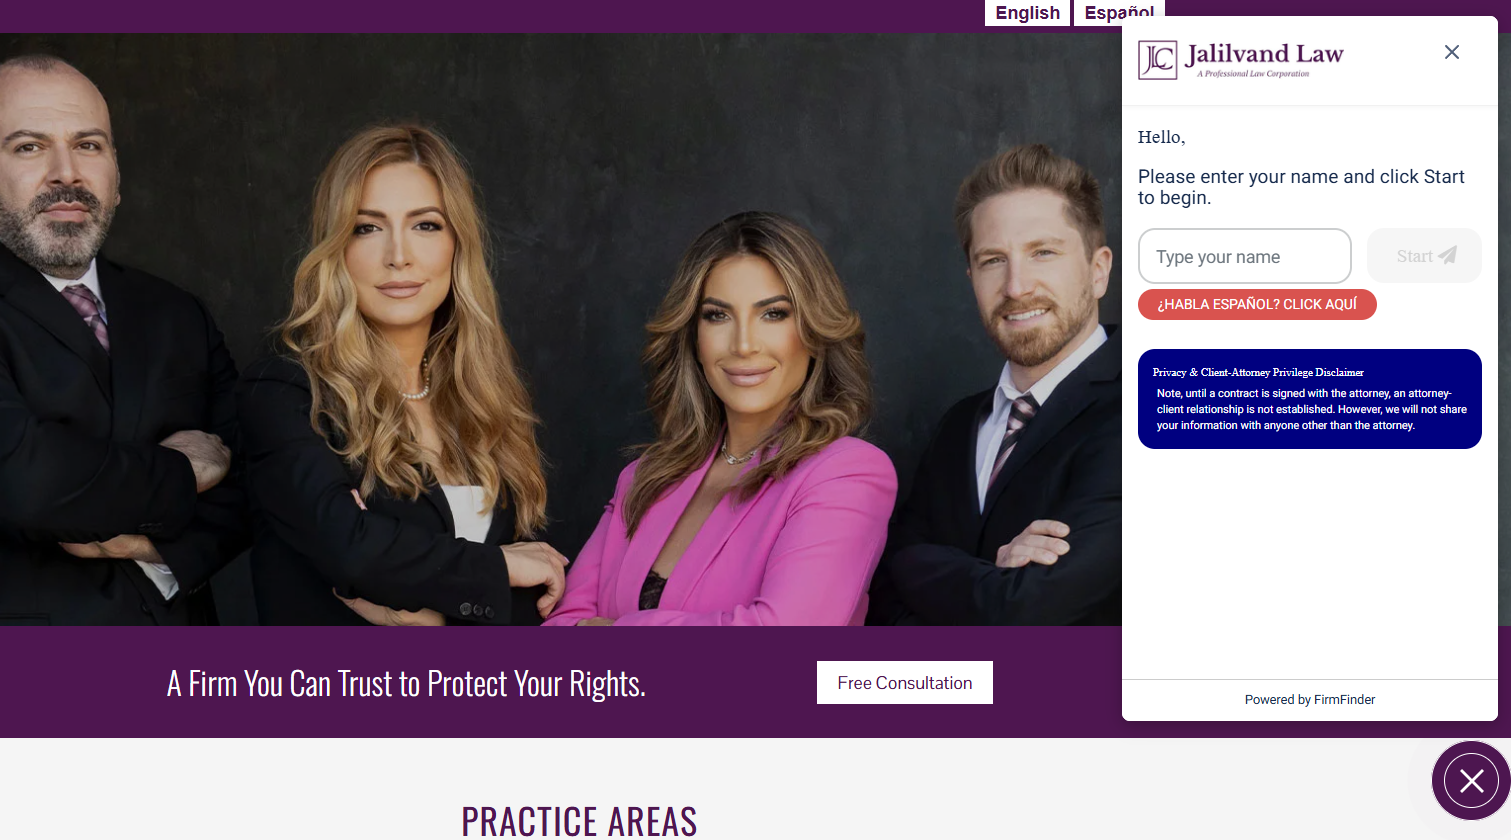 English
Español
JLC
Jalilvand Law
A Professional Law Corporation
Hello,
Please enter your name and click Start
to begin.
Type your name
Start
¿HABLA ESPAÑOL? CLICK AQUÍ
Privacy & Client-Attorney Privilege Disclaimer
Note, until a contract is signed with the attorney, an attorney-
client relationship is not established. However, we will not share
your information with anyone other than the attorney.
A Firm You Can Trust to Protect Your Rights.
Free Consultation
Powered by FirmFinder
PRACTICE AREAS